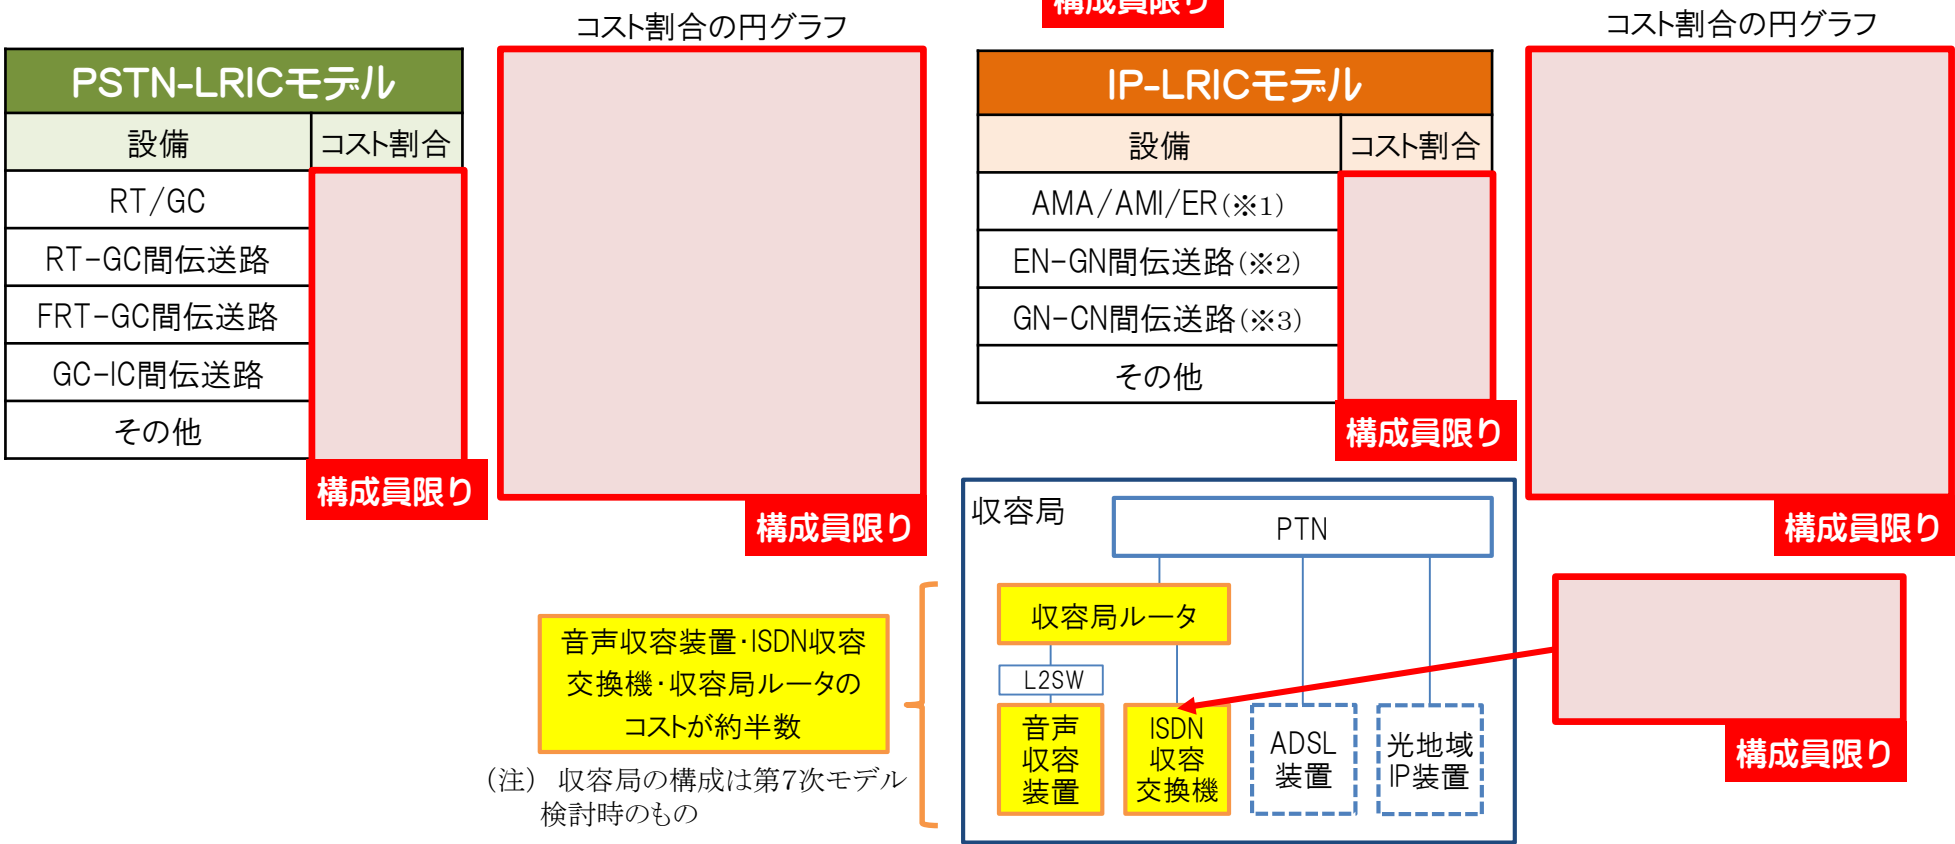 構成員限り
コスト割合の円グラフ
コスト割合の円グラフ
PSTN-LRICモデル
設備
コスト割合
RT/GC
RT-GC間伝送路
FRT-GC間伝送路
GC-IC間伝送路
その他
構成員限り
構成員限り
IP-LRICモデル
設備
コスト割合
AMA/AMI/ER(※1)
EN-GN間伝送路(※2)
GN-CN間伝送路(※3)
その他
構成員限り
構成員限り
収容局
PTN
収容局ルータ
L2SW
音声
収容
装置
ISDN
収容
交換機
ADSL
装置
光地域
IP装置
音声収容装置・ISDN収容
交換機・収容局ルータの
コストが約半数
(注) 収容局の構成は第7次モデル
検討時のもの
構成員限り